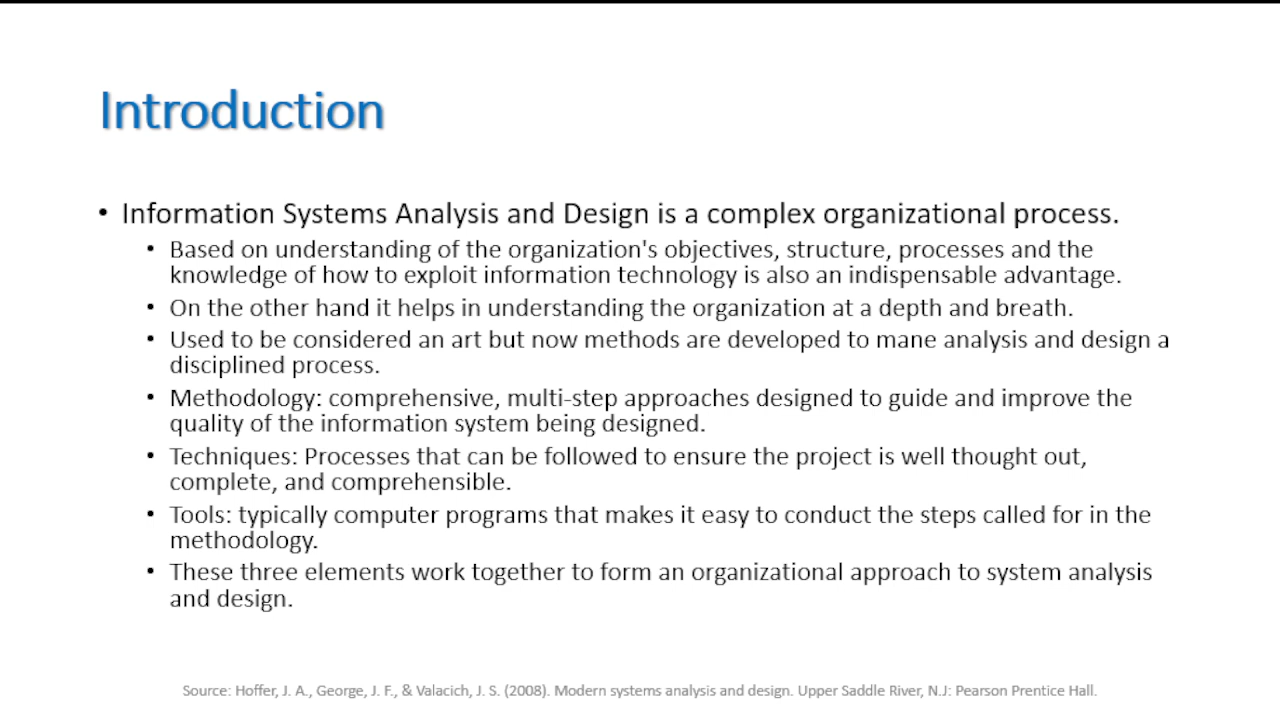 Introduction
• Information Systems Analysis and Design is a complex organizational process.
• Based on understanding of the organization's objectives, structure, processes and the
knowledge of how to exploit information technology is also an indispensable advantage.
• On the other hand it helps in understanding the organization at a depth and breath.
• Used to be considered an art but now methods are developed to mane analysis and design a
disciplined process.
• Methodology: comprehensive, multi-step approaches designed to guide and improve the
quality of the information system being designed.
• Techniques: Processes that can be followed to ensure the project is well thought out,
complete, and comprehensible.
• Tools: typically computer programs that makes it easy to conduct the steps called for in the
methodology.
• These three elements work together to form an organizational approach to system analysis
and design.
Source: Hoffer, J. A., George, J. F., & Valacich, J. S. (2008). Modern systems analysis and design. Upper Saddle River, N.J: Pearson Prentice Hall.